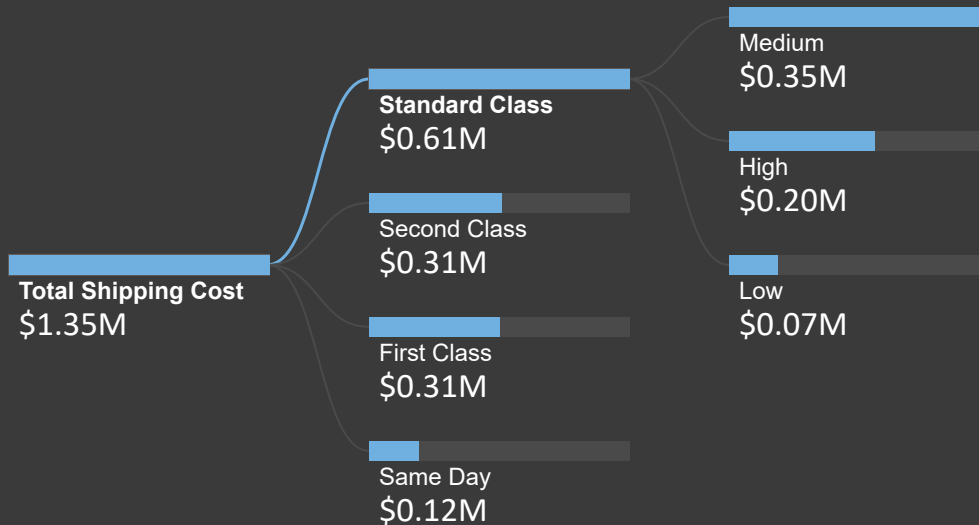 Total Shipping Cost
$1.35M
Standard Class
$0.61M
Second Class
$0.31M
First Class
$0.31M
Same Day
$0.12M
Medium
$0.35M
High
$0.20M
Low
$0.07M